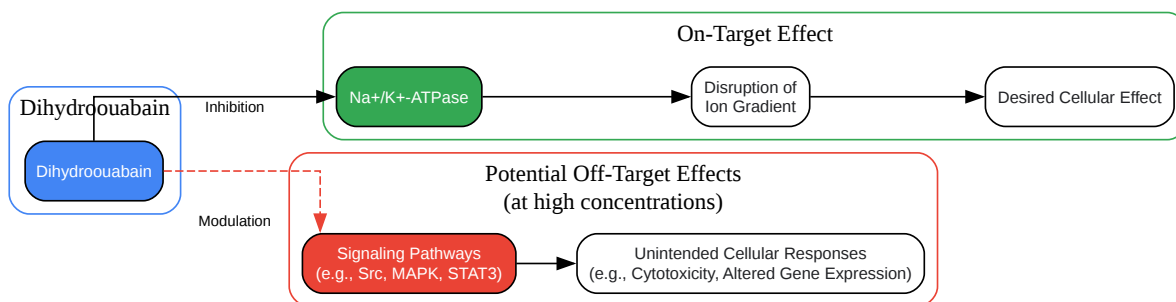 On-Target Effect
Dihydroouabain
Inhibition
Na+/K+-ATPase
Disruption of
Ion Gradient
Desired Cellular Effect
Dihydroouabain
Modulation
Potential Off-Target Effects
(at high concentrations)
Signaling Pathways
(e.g., Src, MAPK, STAT3)
Unintended Cellular Responses
(e.g., Cytotoxicity, Altered Gene Expression)